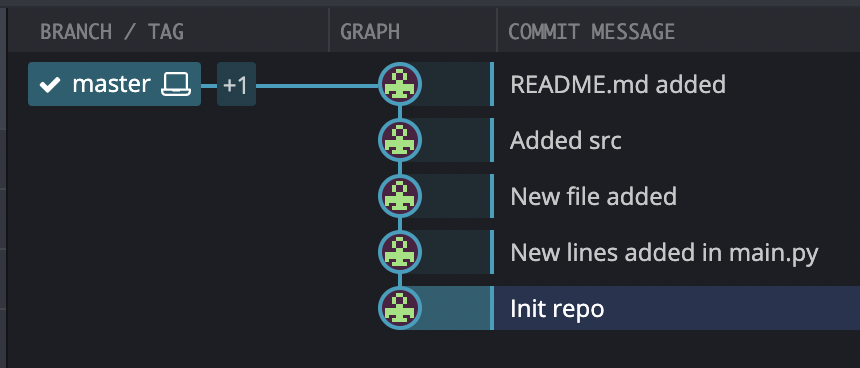 BRANCH / TAG GRAPH COMMIT MESSAGE
master +1 README.md added
Added src
New file added
New lines added in main.py
Init repo